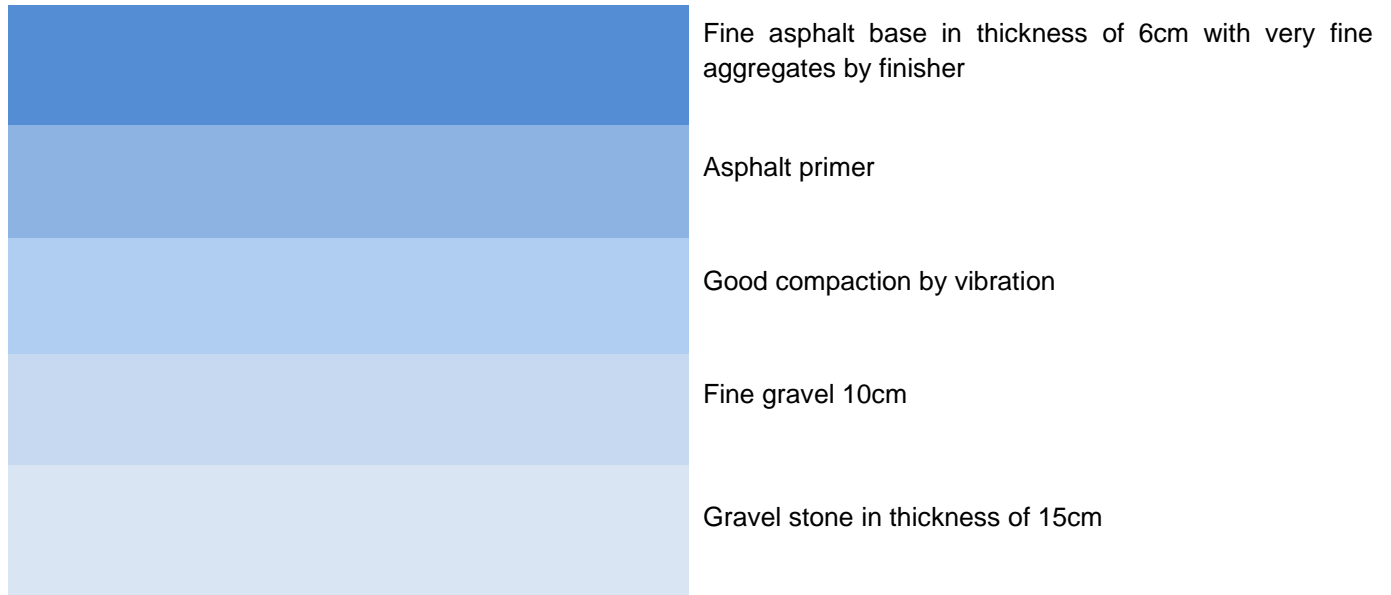 Fine asphalt base in thickness of 6cm with very fine
aggregates by finisher
Asphalt primer
Good compaction by vibration
Fine gravel 10cm
Gravel stone in thickness of 15cm